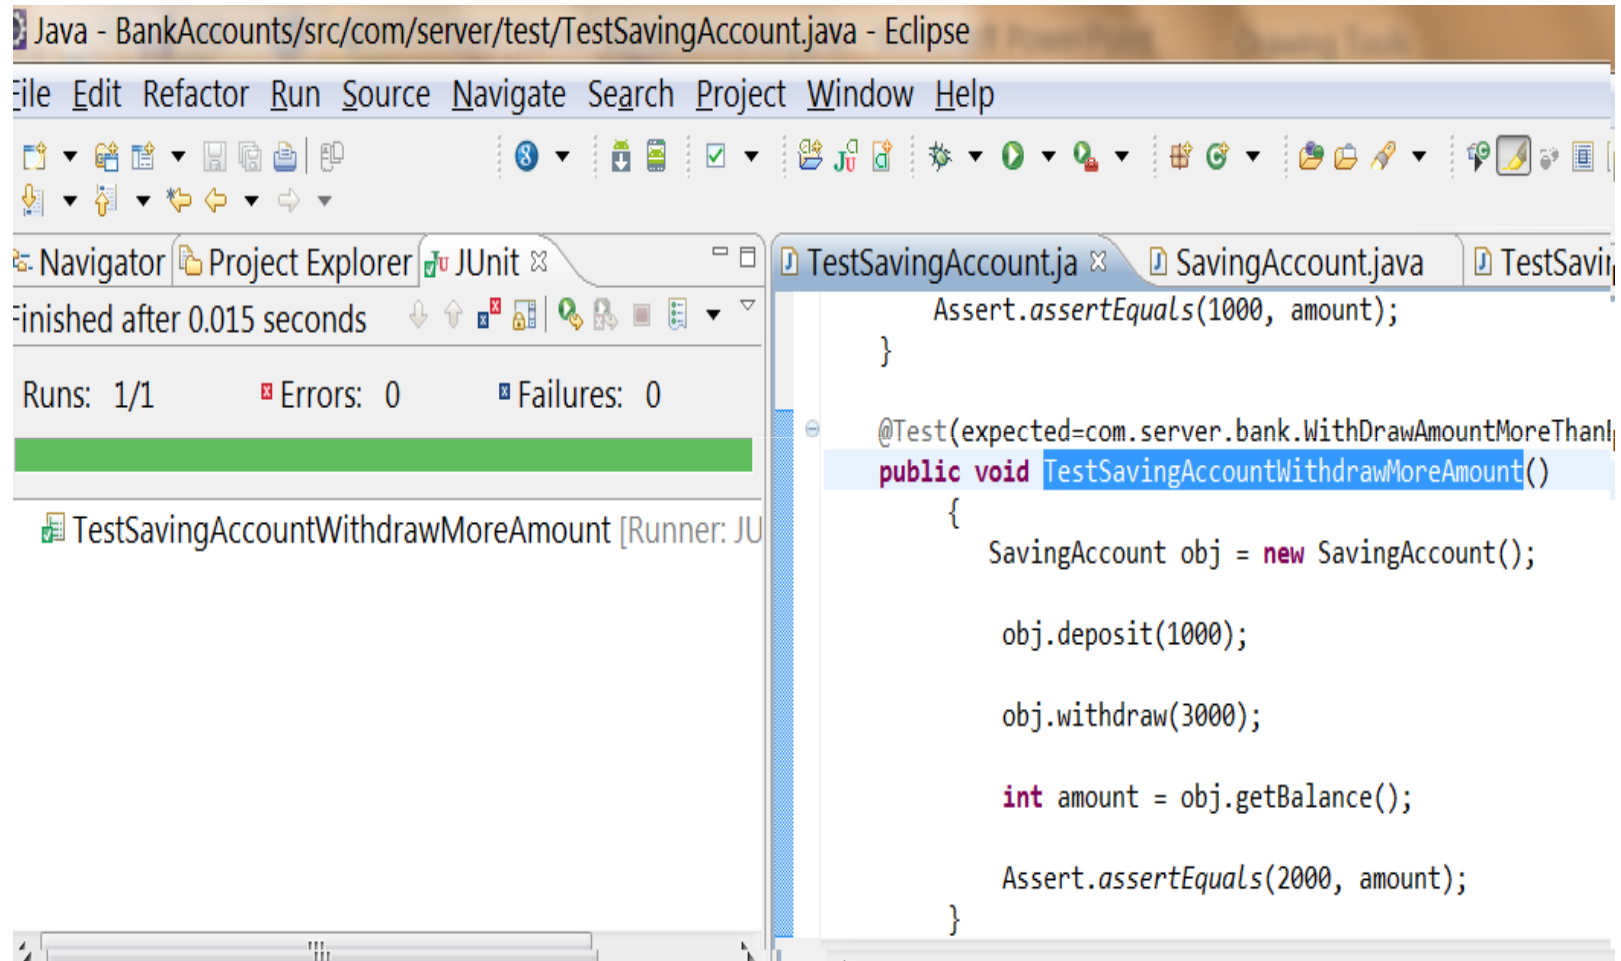 Java - BankAccounts/src/com/server/test/TestSavingAccount.java - Eclipse
File Edit Refactor Run Source Navigate Search Project Window Help
Navigator Project Explorer JUnit
Finished after 0.015 seconds
Runs: 1/1 Errors: 0 Failures: 0
TestSavingAccountWithdrawMoreAmount [Runner: JU
TestSavingAccount.ja SavingAccount.java TestSavin
Assert.assertEquals(1000, amount);
}
@Test(expected=com.server.bank.WithDrawAmountMoreThan
public void TestSavingAccountWithdrawMoreAmount()
{
SavingAccount obj = new SavingAccount();
obj.deposit(1000);
obj.withdraw(3000);
int amount = obj.getBalance();
Assert.assertEquals(2000, amount);
}